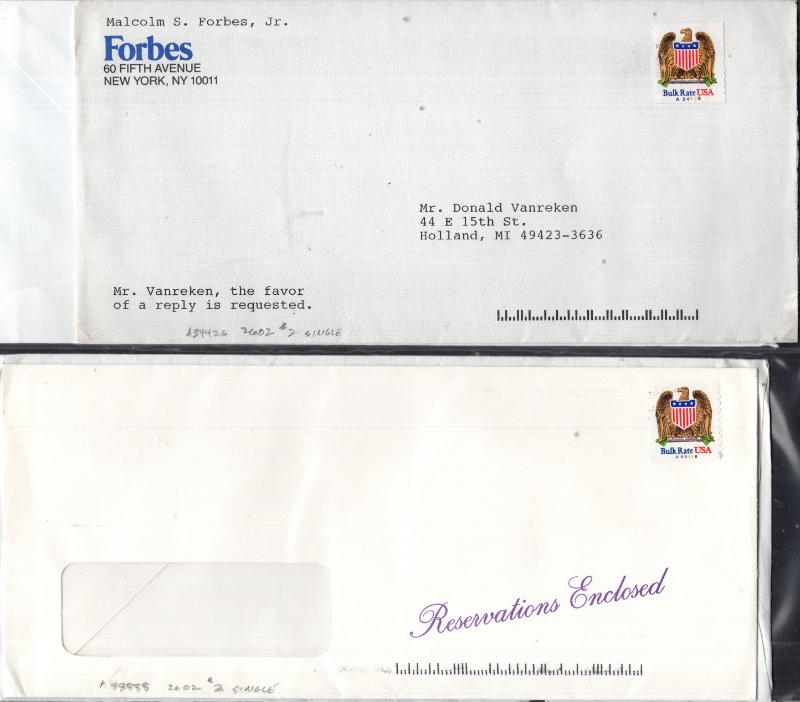 Malcolm S. Forbes, Jr.
Forbes
60 FIFTH AVENUE
NEW YORK, NY 10011
Bulk Rate USA
Mr. Donald Vanreken
44 E 15th St.
Holland, MI 49423-3636
Mr. Vanreken, the favor
of a reply is requested.
A34426 2602 #2 SINGLE
Bulk Rate USA
Reservations Enclosed
A 88888 2602 #2 SINGLE